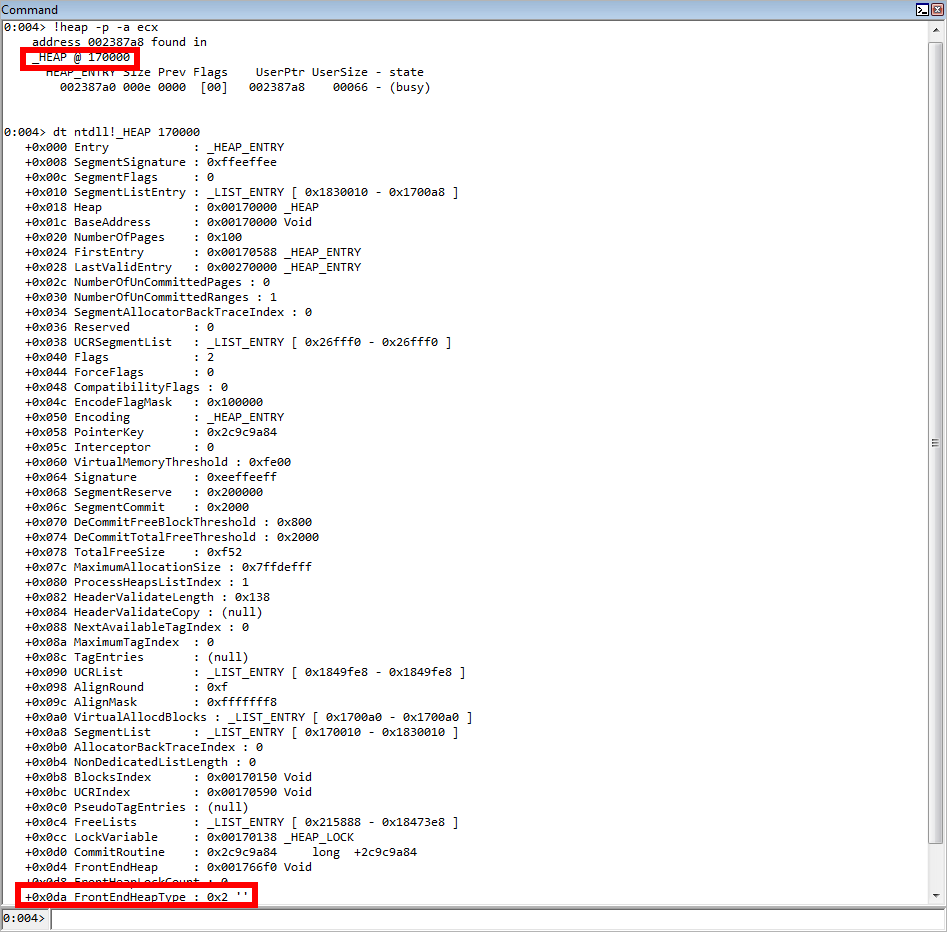 Command
0:004> !heap -p -a ecx
    address 002387a8 found in
    _HEAP @ 170000
      HEAP_ENTRY Size Prev Flags    UserPtr UserSize - state
        002387a0 000e 0000  [00]   002387a8    00066 - (busy)
0:004> dt ntdll!_HEAP 170000
   +0x000 Entry            : _HEAP_ENTRY
   +0x008 SegmentSignature : 0xffeeffee
   +0x00c SegmentFlags     : 0
   +0x010 SegmentListEntry : _LIST_ENTRY [ 0x1830010 - 0x1700a8 ]
   +0x018 Heap             : 0x00170000 _HEAP
   +0x01c BaseAddress      : 0x00170000 Void
   +0x020 NumberOfPages    : 0x100
   +0x024 FirstEntry       : 0x00170588 _HEAP_ENTRY
   +0x028 LastValidEntry   : 0x00270000 _HEAP_ENTRY
   +0x02c NumberOfUnCommittedPages : 0
   +0x030 NumberOfUnCommittedRanges : 1
   +0x034 SegmentAllocatorBackTraceIndex : 0
   +0x036 Reserved         : 0
   +0x038 UCRSegmentList   : _LIST_ENTRY [ 0x26fff0 - 0x26fff0 ]
   +0x040 Flags            : 2
   +0x044 ForceFlags       : 0
   +0x048 CompatibilityFlags : 0
   +0x04c EncodeFlagMask   : 0x100000
   +0x050 Encoding         : _HEAP_ENTRY
   +0x058 PointerKey       : 0x2c9c9a84
   +0x05c Interceptor      : 0
   +0x060 VirtualMemoryThreshold : 0xfe00
   +0x064 Signature        : 0xeeffeeff
   +0x068 SegmentReserve   : 0x200000
   +0x06c SegmentCommit    : 0x2000
   +0x070 DeCommitFreeBlockThreshold : 0x800
   +0x074 DeCommitTotalFreeThreshold : 0x2000
   +0x078 TotalFreeSize    : 0xf52
   +0x07c MaximumAllocationSize : 0x7ffdefff
   +0x080 ProcessHeapsListIndex : 1
   +0x082 HeaderValidateLength : 0x138
   +0x084 HeaderValidateCopy : (null)
   +0x088 NextAvailableTagIndex : 0
   +0x08a MaximumTagIndex  : 0
   +0x08c TagEntries       : (null)
   +0x090 UCRList          : _LIST_ENTRY [ 0x1849fe8 - 0x1849fe8 ]
   +0x098 AlignRound       : 0xf
   +0x09c AlignMask        : 0xfffffff8
   +0x0a0 VirtualAllocdBlocks : _LIST_ENTRY [ 0x1700a0 - 0x1700a0 ]
   +0x0a8 SegmentList      : _LIST_ENTRY [ 0x170010 - 0x1830010 ]
   +0x0b0 AllocatorBackTraceIndex : 0
   +0x0b4 NonDedicatedListLength : 0
   +0x0b8 BlocksIndex      : 0x00170150 Void
   +0x0bc UCRIndex         : 0x00170590 Void
   +0x0c0 PseudoTagEntries : (null)
   +0x0c4 FreeLists        : _LIST_ENTRY [ 0x215888 - 0x18473e8 ]
   +0x0cc LockVariable     : 0x00170138 _HEAP_LOCK
   +0x0d0 CommitRoutine    : 0x2c9c9a84     long  +2c9c9a84
   +0x0d4 FrontEndHeap     : 0x001766f0 Void
   +0x0d8 FrontHeapLockCount : 0
   +0x0da FrontEndHeapType : 0x2 ''
0:004>